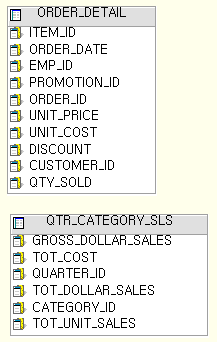 ORDER_DETAIL
ITEM_ID
ORDER_DATE
EMP_ID
PROMOTION_ID
ORDER_ID
UNIT_PRICE
UNIT_COST
DISCOUNT
CUSTOMER_ID
QTY_SOLD
QTR_CATEGORY_SLS
GROSS_DOLLAR_SALES
TOT_COST
QUARTER_ID
TOT_DOLLAR_SALES
CATEGORY_ID
TOT_UNIT_SALES